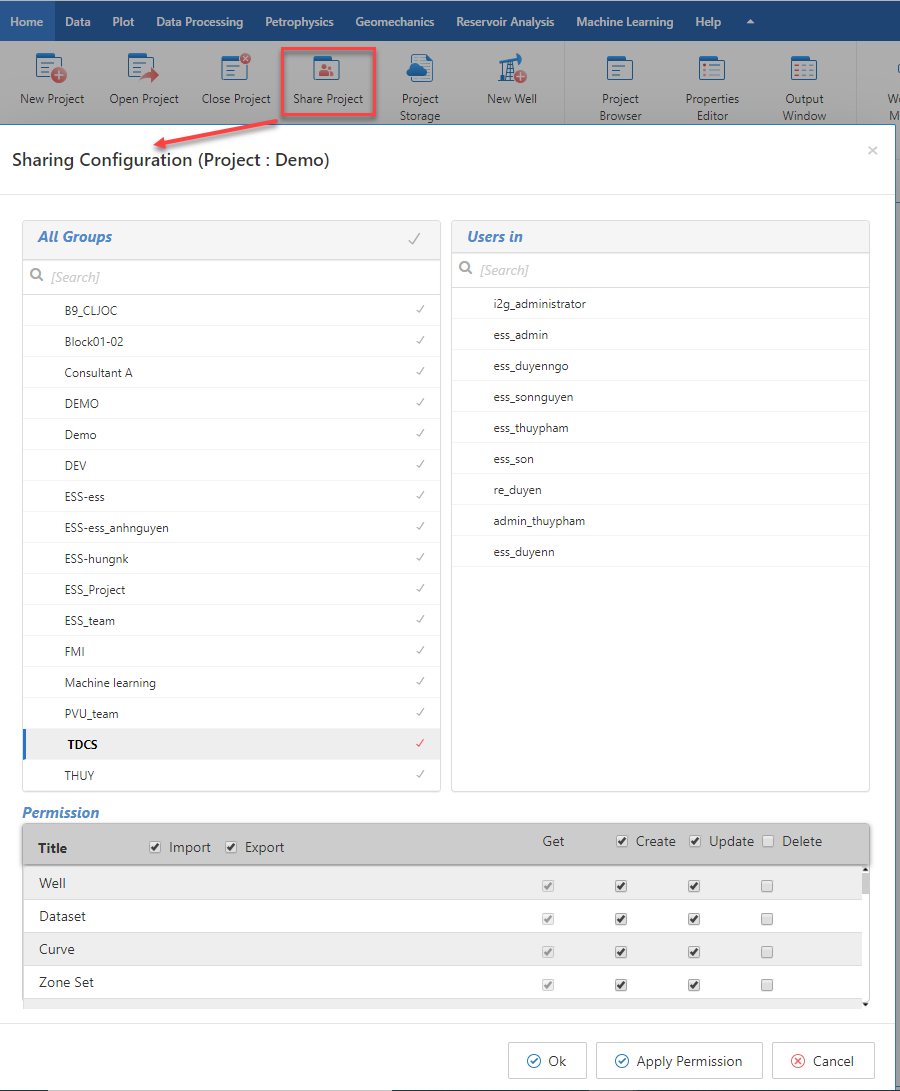 Home Data Plot Data Processing Petrophysics Geomechanics Reservoir Analysis Machine Learning Help
New Project Open Project Close Project Share Project Project Storage New Well Project Browser Properties Editor Output Window
Sharing Configuration (Project : Demo)
All Groups
[Search]
B9_CLJOC
Block01-02
Consultant A
DEMO
Demo
DEV
ESS-ess
ESS-ess_anhnguyen
ESS-hungnk
ESS_Project
ESS_team
FMI
Machine learning
PVU_team
TDCS
THUY
Users in
[Search]
i2g_administrator
ess_admin
ess_duyenngo
ess_sonnguyen
ess_thuypham
ess_son
re_duyen
admin_thuypham
ess_duyenn
Permission
Title Import Export Get Create Update Delete
Well
Dataset
Curve
Zone Set
Ok Apply Permission Cancel